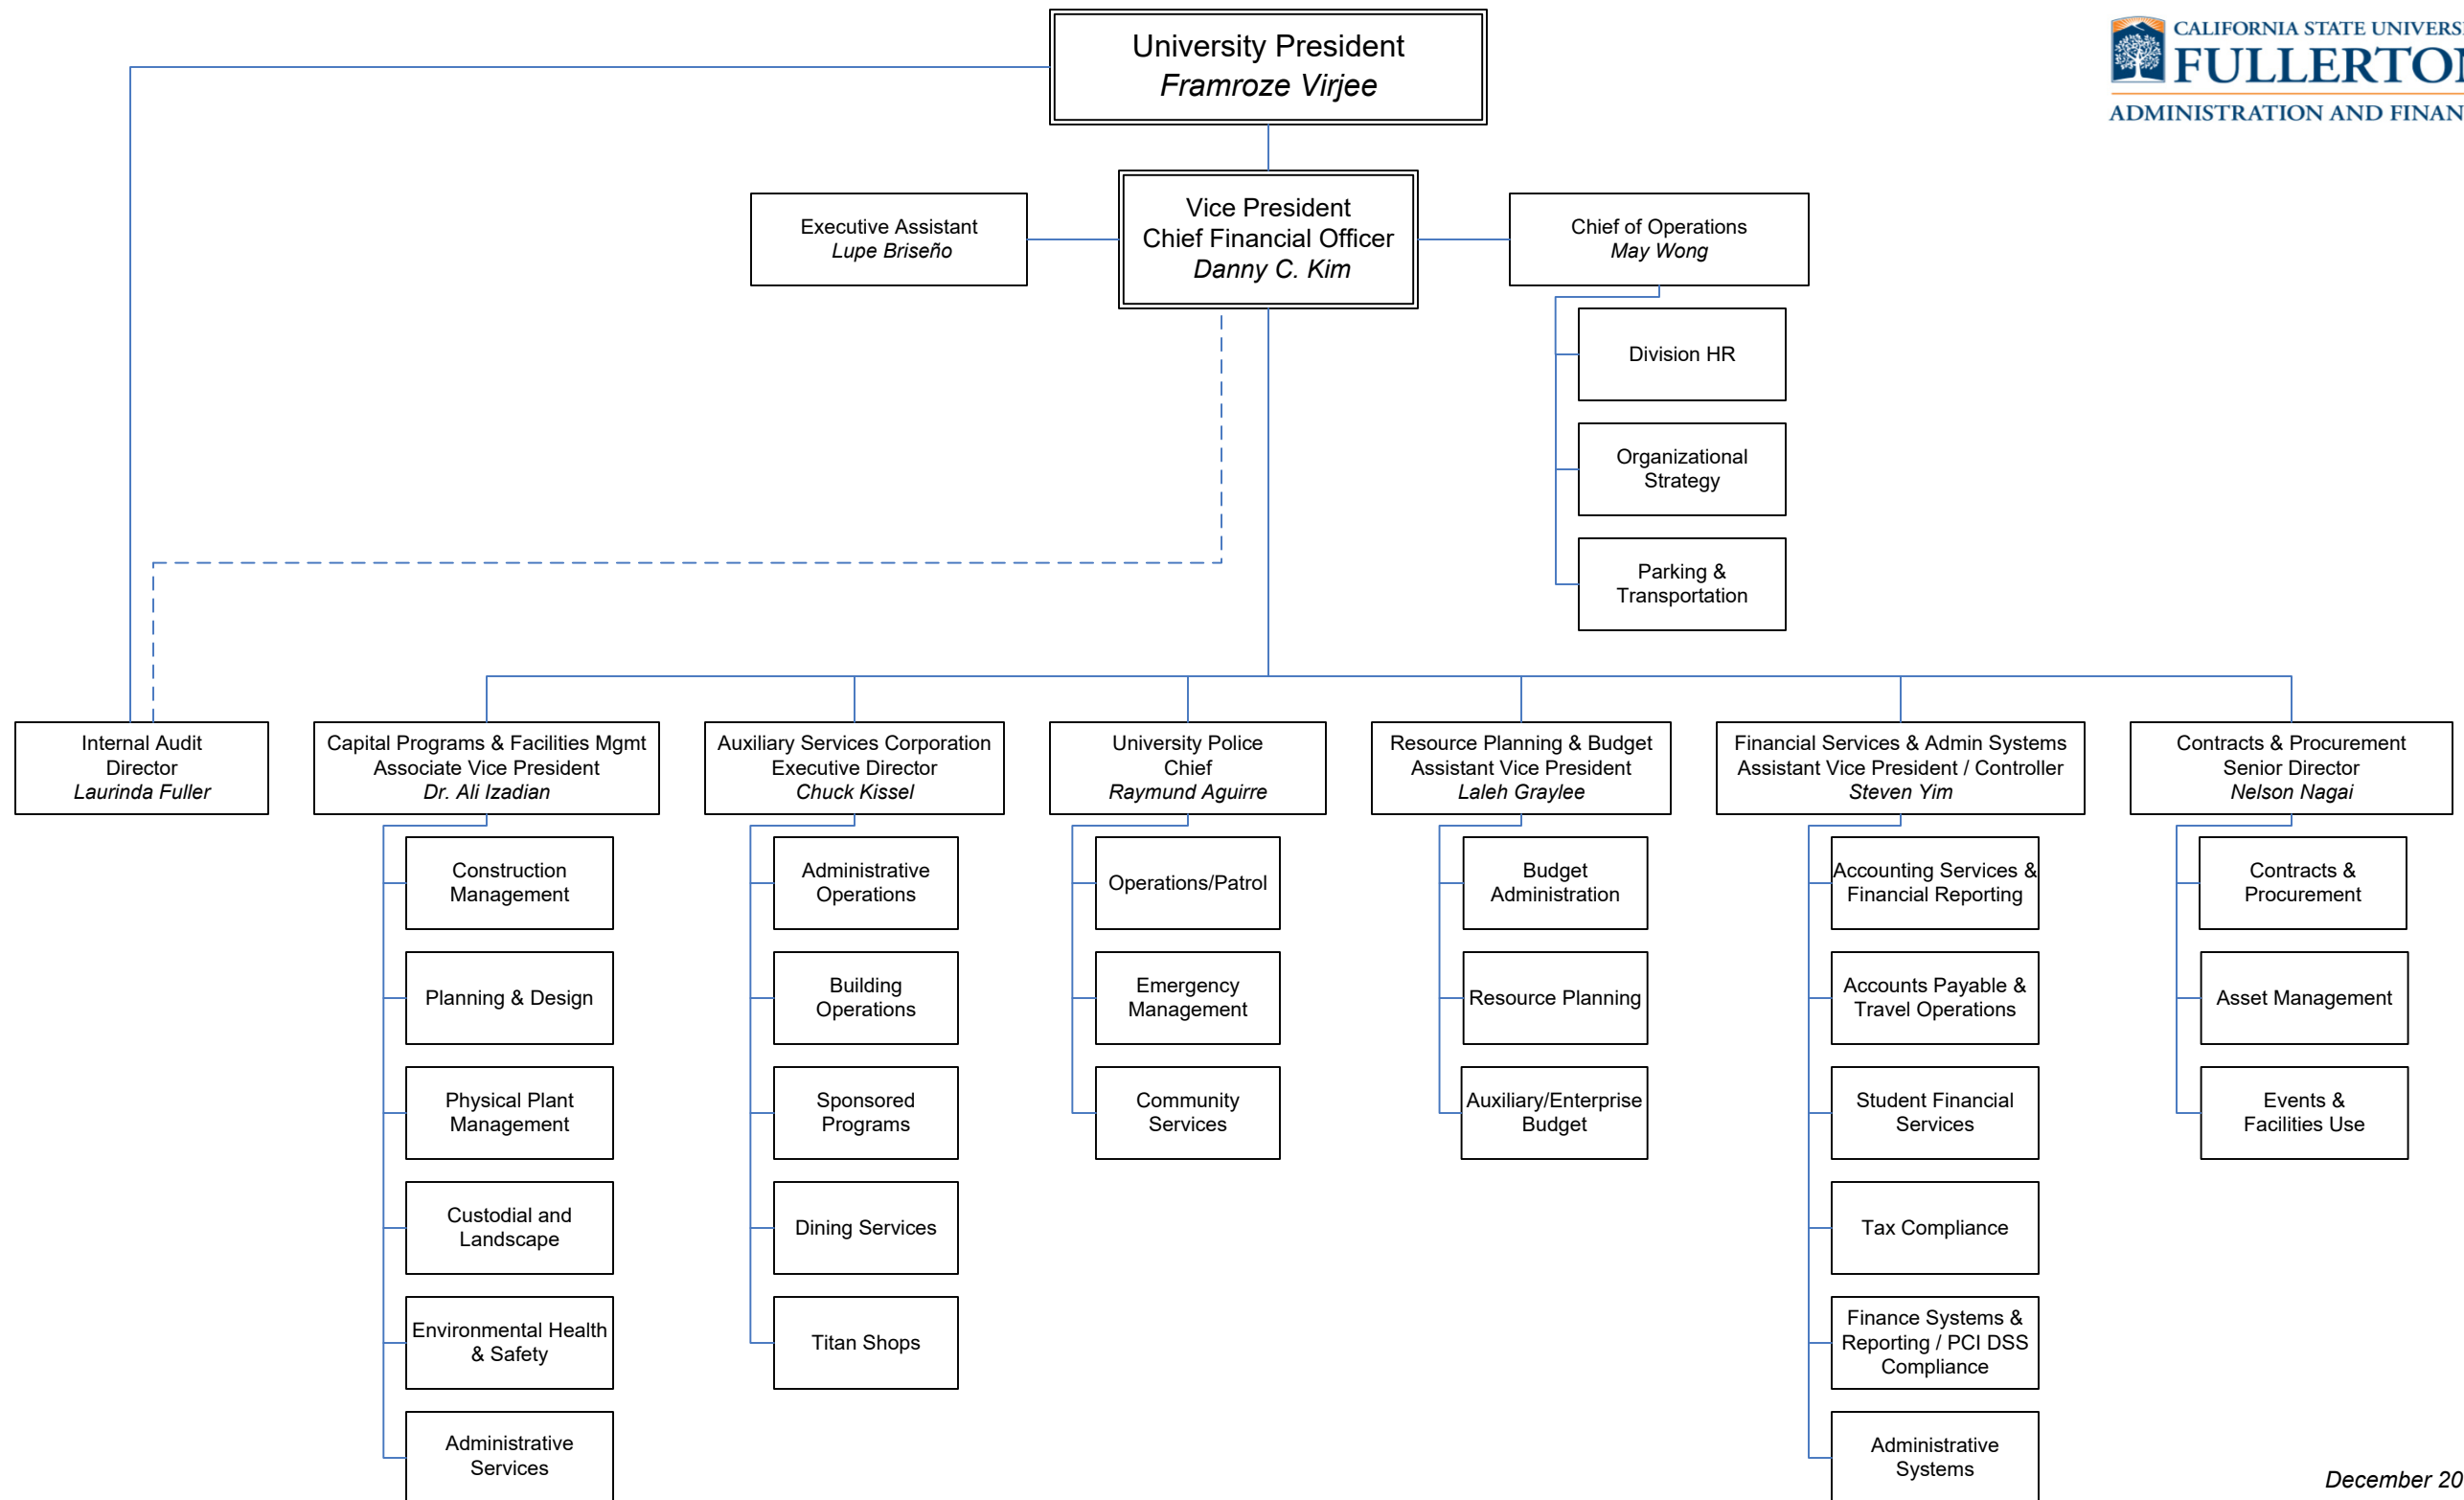 University President
Framroze Virjee
CALIFORNIA STATE
FULLERTON
ADMINISTRATION AND
Executive Assistant
Lupe Briseño
Vice President
Chief Financial Officer
Danny C. Kim
Chief of Operations
May Wong
Division HR
Organizational
Strategy
Parking &
Transportation
Internal Audit
Director
Laurinda Fuller
Capital Programs & Facilities Mgmt
Associate Vice President
Dr. Ali Izadian
Construction
Management
Planning & Design
Physical Plant
Management
Custodial and
Landscape
Environmental Health
& Safety
Administrative
Services
Auxiliary Services Corporation
Executive Director
Chuck Kissel
Administrative
Operations
Building
Operations
Sponsored
Programs
Dining Services
Titan Shops
University Police
Chief
Raymund Aguirre
Operations/Patrol
Emergency
Management
Community
Services
Resource Planning & Budget
Assistant Vice President
Laleh Graylee
Budget
Administration
Resource Planning
Auxiliary/Enterprise
Budget
Financial Services & Admin Systems
Assistant Vice President / Controller
Steven Yim
Accounting Services &
Financial Reporting
Accounts Payable &
Travel Operations
Student Financial
Services
Tax Compliance
Finance Systems &
Reporting / PCI DSS
Compliance
Administrative
Systems
Contracts & Procurement
Senior Director
Nelson Nagai
Contracts &
Procurement
Asset Management
Events &
Facilities Use
December